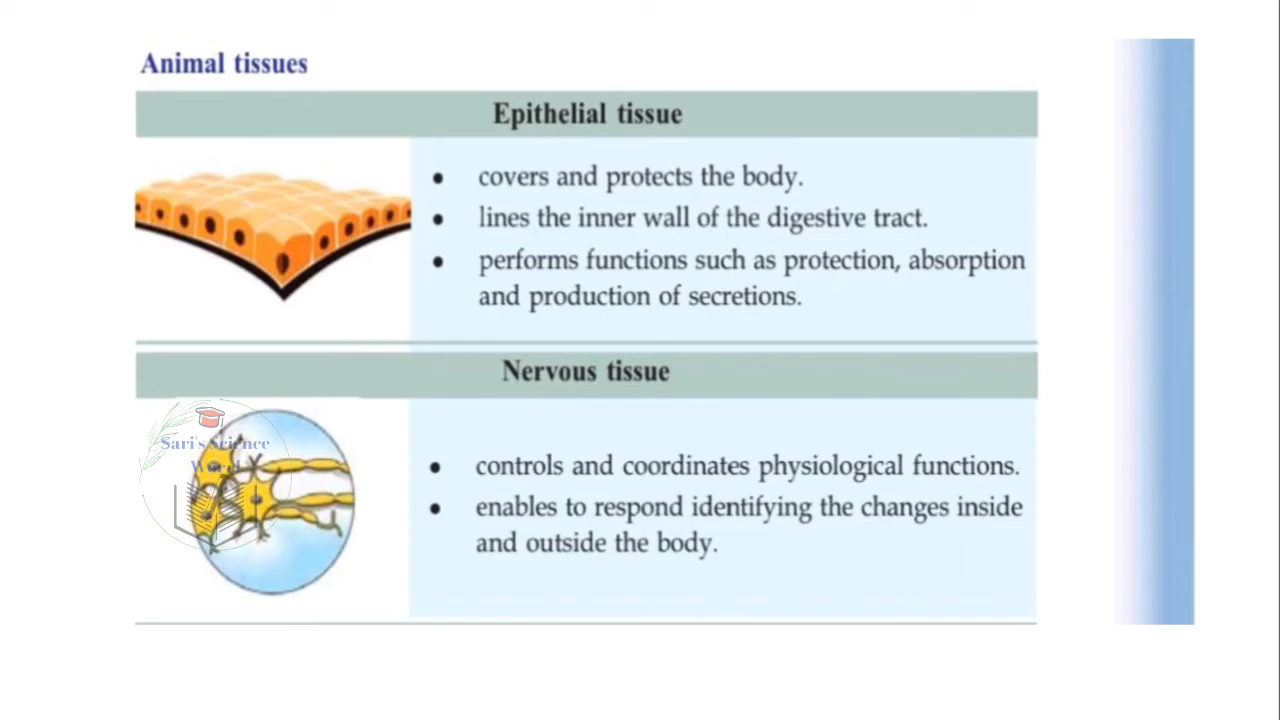 Animal tissues
Epithelial tissue
• covers and protects the body.
• lines the inner wall of the digestive tract.
• performs functions such as protection, absorption
and production of secretions.
Nervous tissue
Sari's Science
• controls and coordinates physiological functions.
• enables to respond identifying the changes inside
and outside the body.